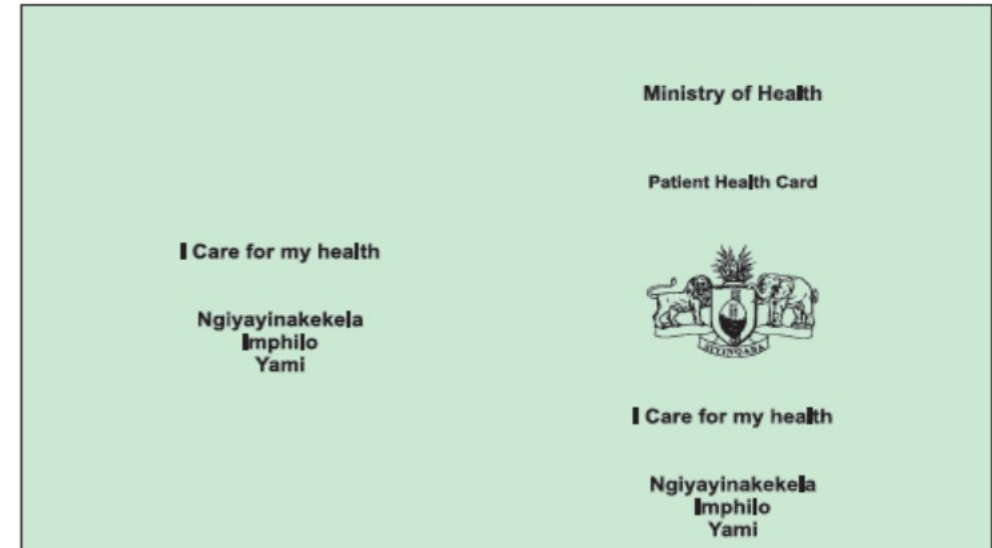 I Care for my health
Ngiyayinakekela
Imphilo
Yami
Ministry of Health
Patient Health Card
SIYINQABA
I Care for my health
Ngiyayinakekela
Imphilo
Yami